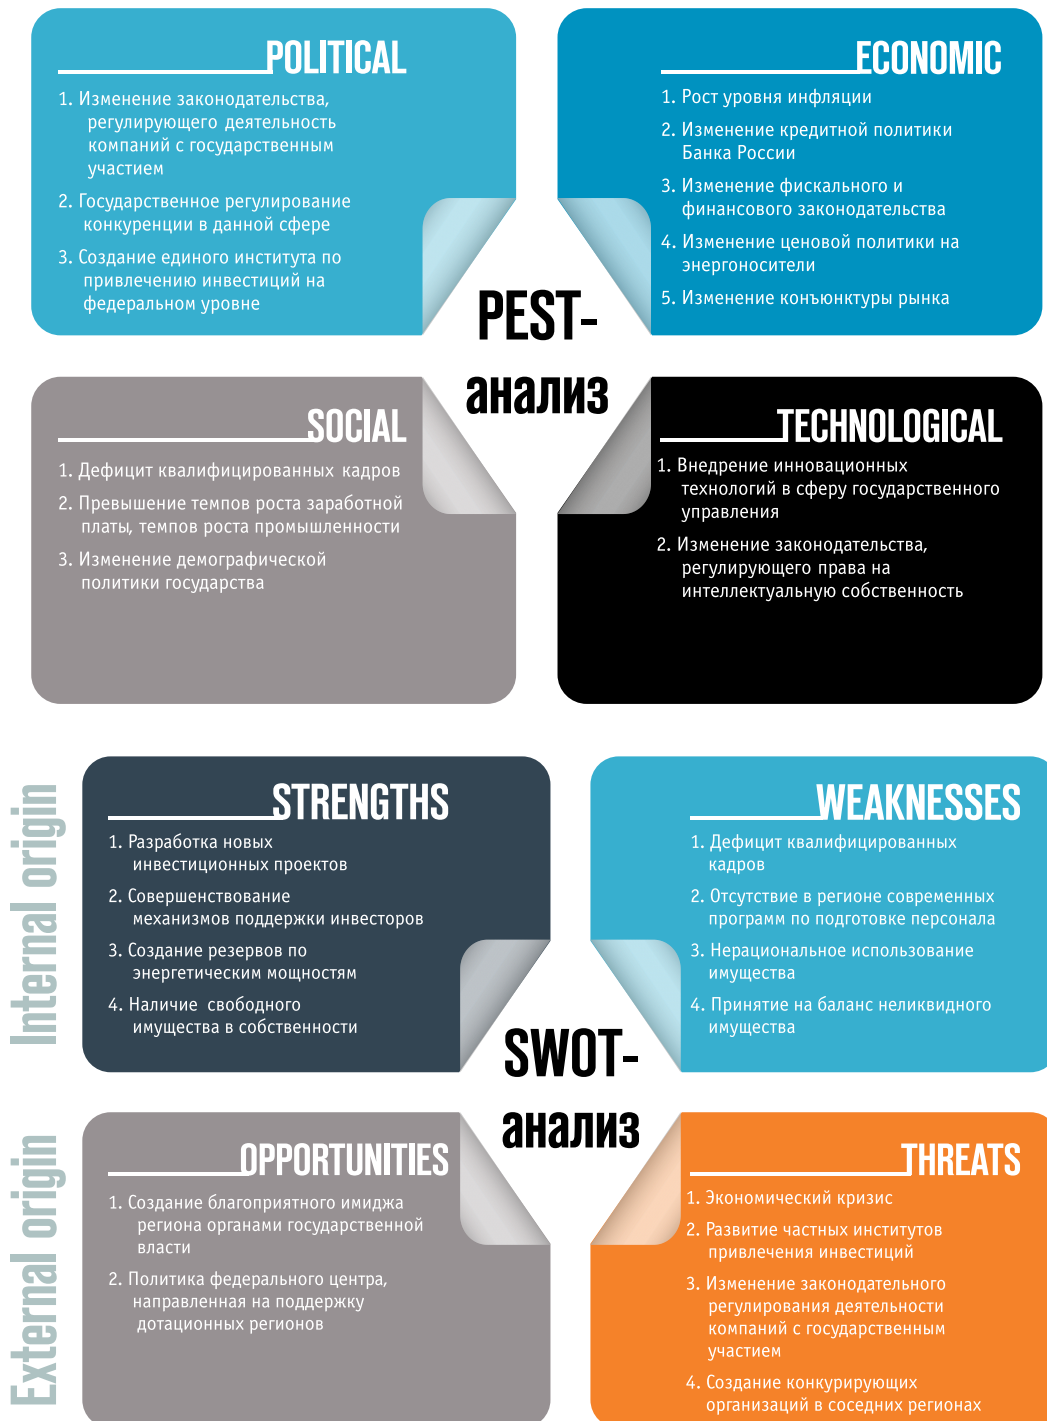 POLITICAL
1. Изменение законодательства,
регулирующего деятельность
компаний с государственным
участием
2. Государственное регулирование
конкуренции в данной сфере
3. Создание единого института по
привлечению инвестиций на
федеральном уровне
ECONOMIC
1. Рост уровня инфляции
2. Изменение кредитной политики
Банка России
3. Изменение фискального и
финансового законодательства
4. Изменение ценовой политики на
энергоносители
5. Изменение конъюнктуры рынка
PEST-
анализ
SOCIAL
1. Дефицит квалифицированных кадров
2. Превышение темпов роста заработной
платы, темпов роста промышленности
3. Изменение демографической
политики государства
TECHNOLOGICAL
1. Внедрение инновационных
технологий в сферу государственного
управления
2. Изменение законодательства,
регулирующего права на
интеллектуальную собственность
Internal origin
STRENGTHS
1. Разработка новых
инвестиционных проектов
2. Совершенствование
механизмов поддержки инвесторов
3. Создание резервов по
энергетическим мощностям
4. Наличие свободного
имущества в собственности
WEAKNESSES
1. Дефицит квалифицированных
кадров
2. Отсутствие в регионе современных
программ по подготовке персонала
3. Нерациональное использование
имущества
4. Принятие на баланс неликвидного
имущества
SWOT-
анализ
External origin
OPPORTUNITIES
1. Создание благоприятного имиджа
региона органами государственной
власти
2. Политика федерального центра,
направленная на поддержку
дотационных регионов
THREATS
1. Экономический кризис
2. Развитие частных институтов
привлечения инвестиций
3. Изменение законодательного
регулирования деятельности
компаний с государственным
участием
4. Создание конкурирующих
организаций в соседних регионах